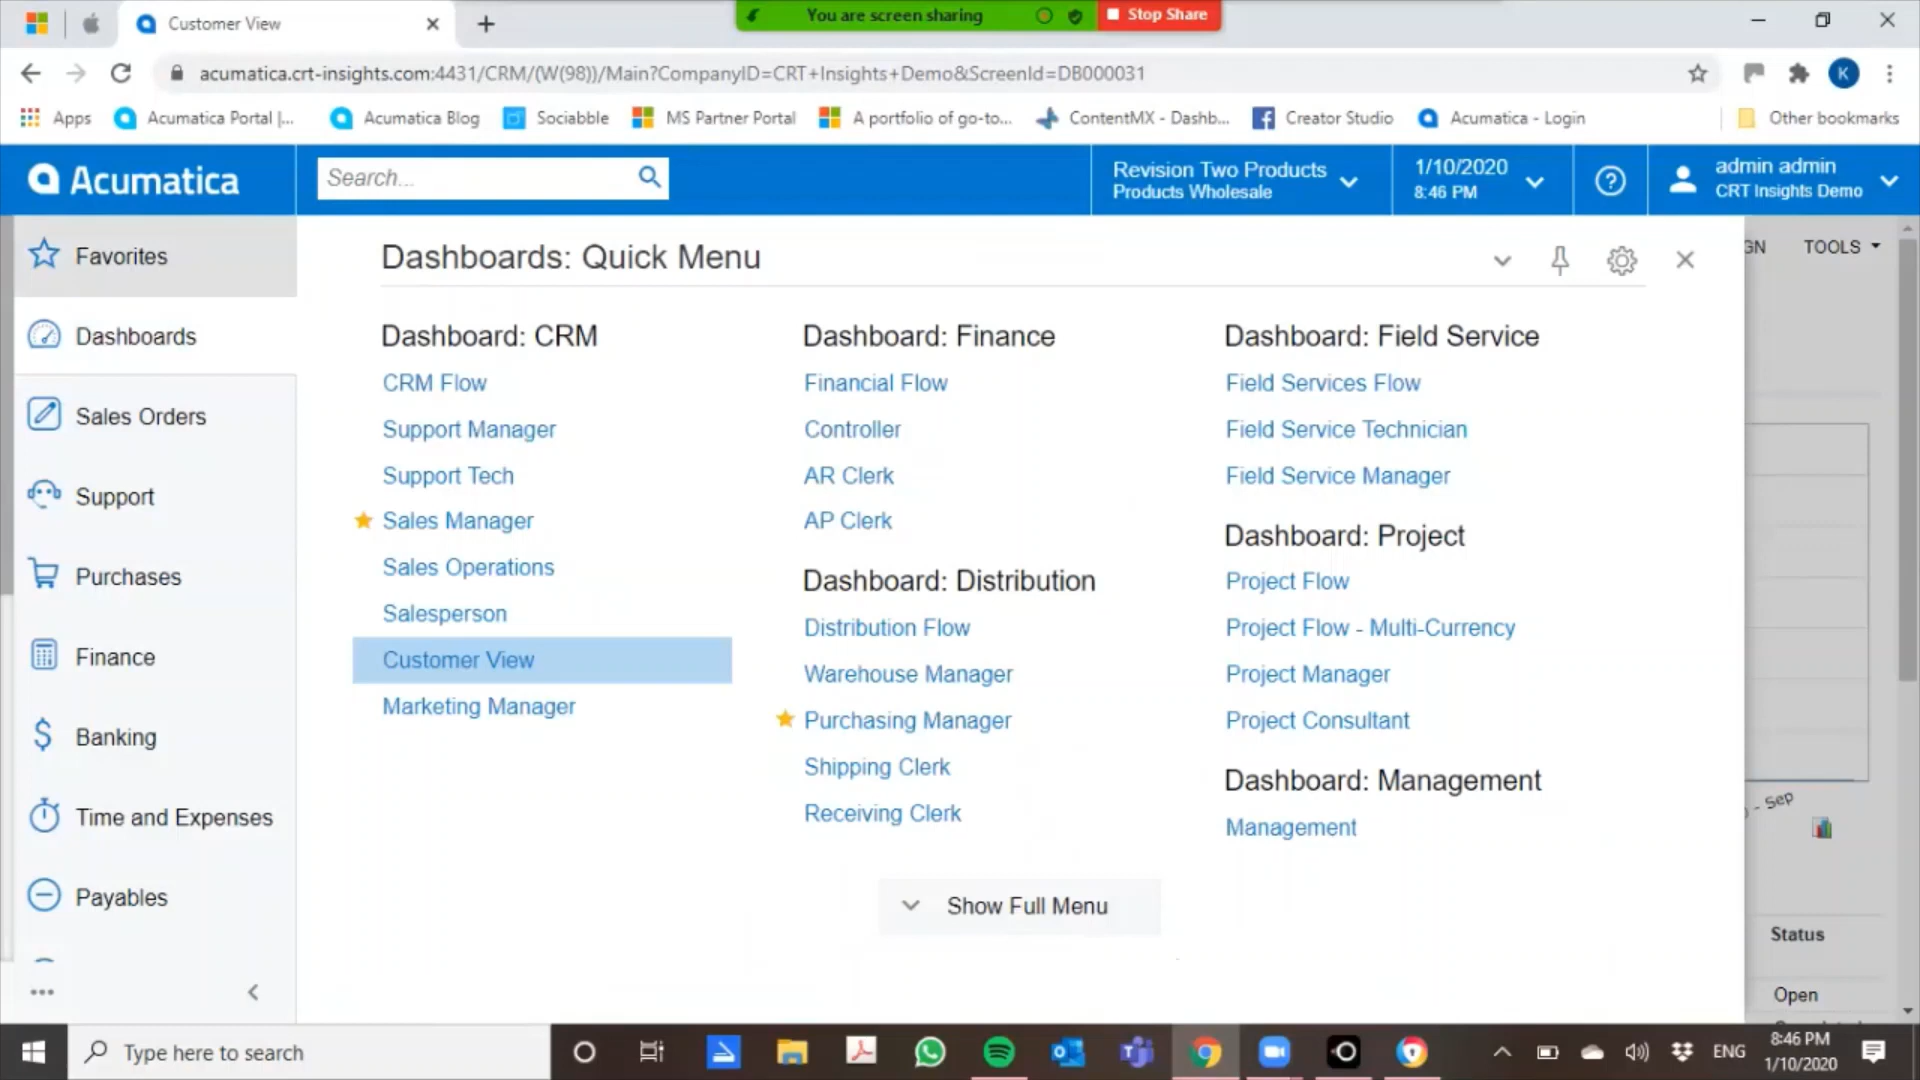 Customer View
You are screen sharing
Stop Share
acumatica.crt-insights.com:4431/CRM/(W(98))/Main?CompanyID=CRT+Insights+Demo&ScreenId=DB000031
K
Apps
Acumatica Portal |...
Acumatica Blog
Sociabble
MS Partner Portal
A portfolio of go-to...
ContentMX - Dashb...
Creator Studio
Acumatica - Login
Other bookmarks
Acumatica
Search...
Revision Two Products
Products Wholesale
1/10/2020
8:46 PM
admin admin
CRT Insights Demo
Favorites
Dashboards
Sales Orders
Support
Purchases
Finance
Banking
Time and Expenses
Payables
Dashboards: Quick Menu
GN
TOOLS
Dashboard: CRM
CRM Flow
Support Manager
Support Tech
Sales Manager
Sales Operations
Salesperson
Customer View
Marketing Manager
Dashboard: Finance
Financial Flow
Controller
AR Clerk
AP Clerk
Dashboard: Distribution
Distribution Flow
Warehouse Manager
Purchasing Manager
Shipping Clerk
Receiving Clerk
Dashboard: Field Service
Field Services Flow
Field Service Technician
Field Service Manager
Dashboard: Project
Project Flow
Project Flow - Multi-Currency
Project Manager
Project Consultant
Dashboard: Management
Management
Show Full Menu
- Sep
Status
Open
Type here to search
ENG
8:46 PM
1/10/2020